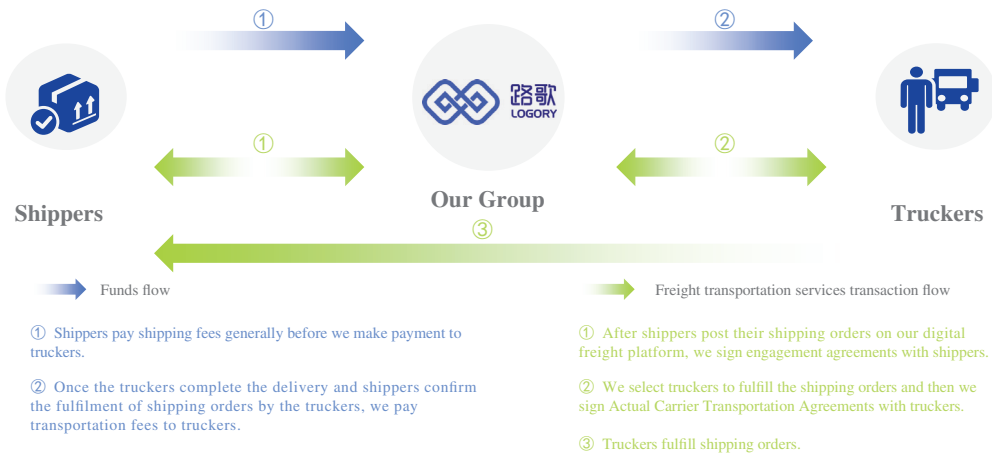 ① ②
路歌
LOGORY
① ②
Shippers Our Group Truckers
③
Funds flow
Freight transportation services transaction flow
① Shippers pay shipping fees generally before we make payment to
truckers.
② Once the truckers complete the delivery and shippers confirm
the fulfilment of shipping orders by the truckers, we pay
transportation fees to truckers.
① After shippers post their shipping orders on our digital
freight platform, we sign engagement agreements with shippers.
② We select truckers to fulfill the shipping orders and then we
sign Actual Carrier Transportation Agreements with truckers.
③ Truckers fulfill shipping orders.